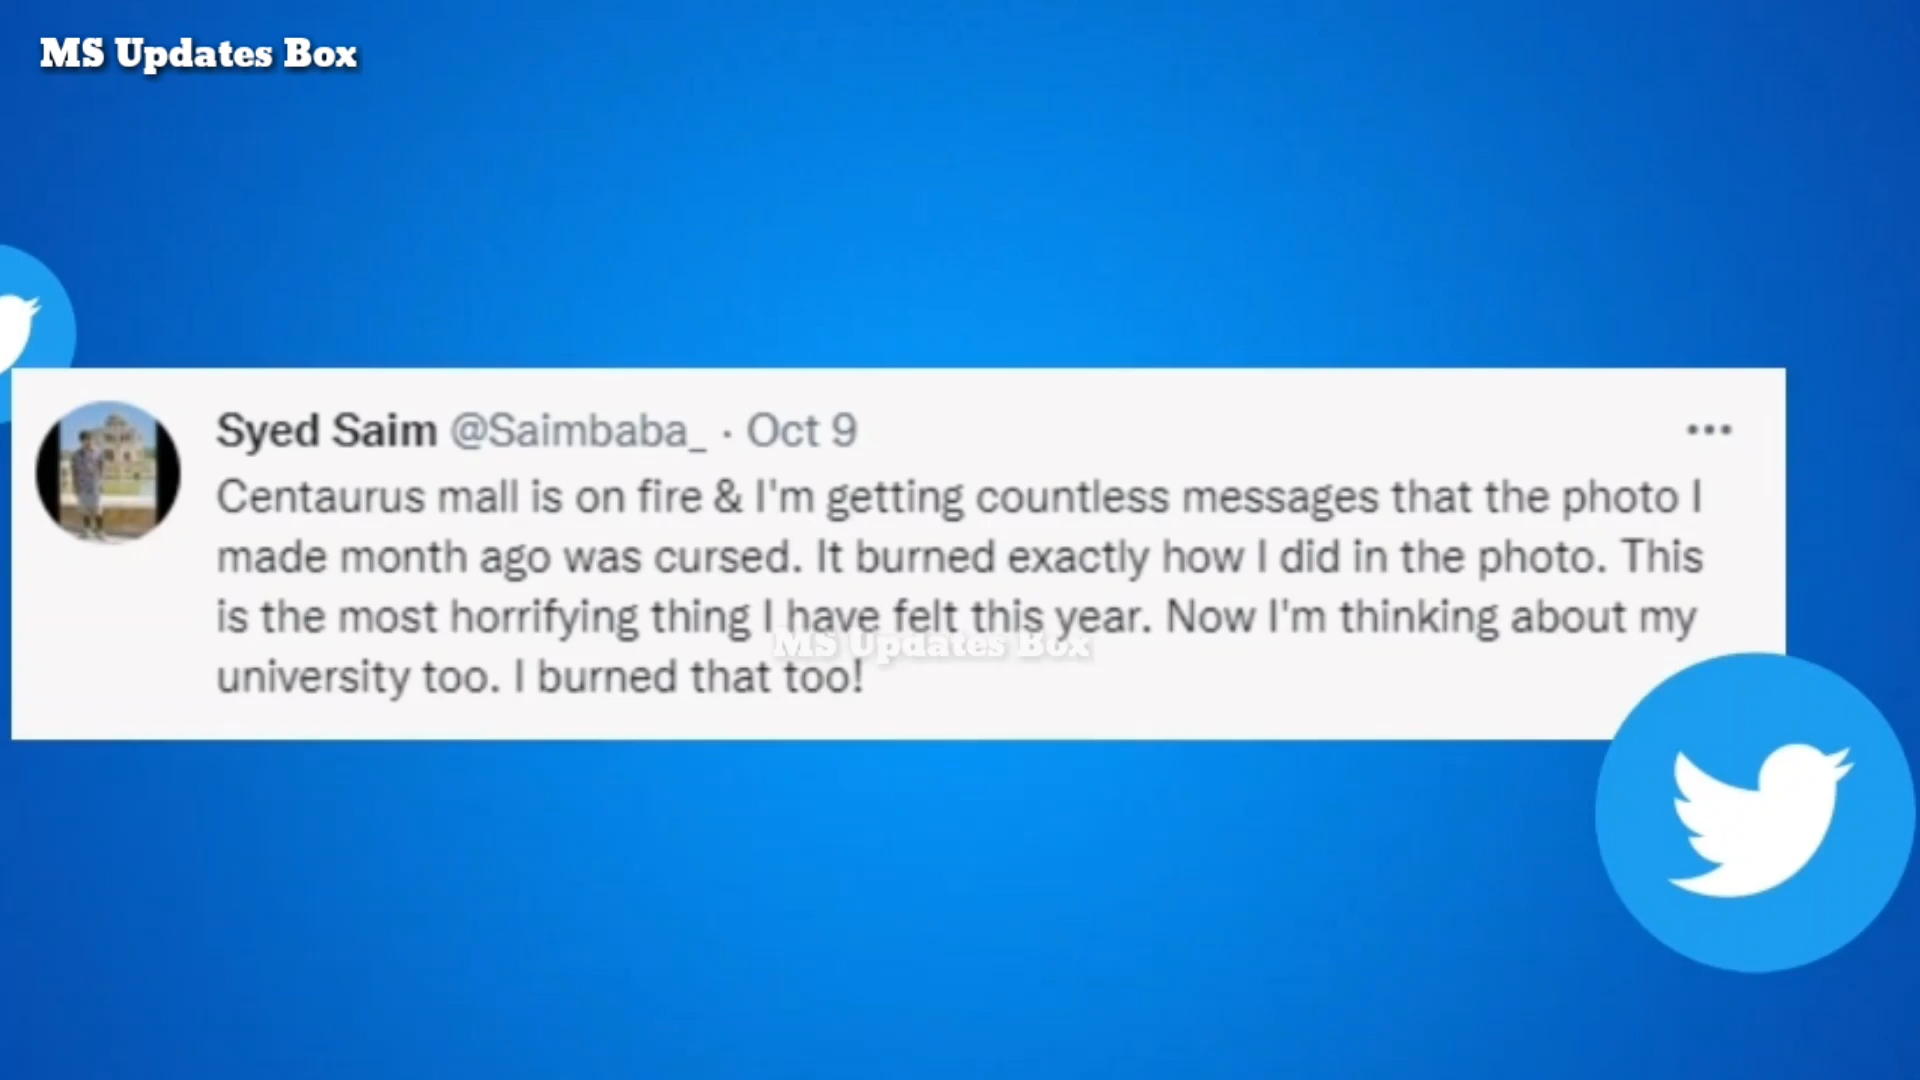 MS Updates Box
Syed Saim @Saimbaba_ · Oct 9
Centaurus mall is on fire & I'm getting countless messages that the photo I
made month ago was cursed. It burned exactly how I did in the photo. This
is the most horrifying thing I have felt this year. Now I'm thinking about my
MS Updates Box
university too. I burned that too!